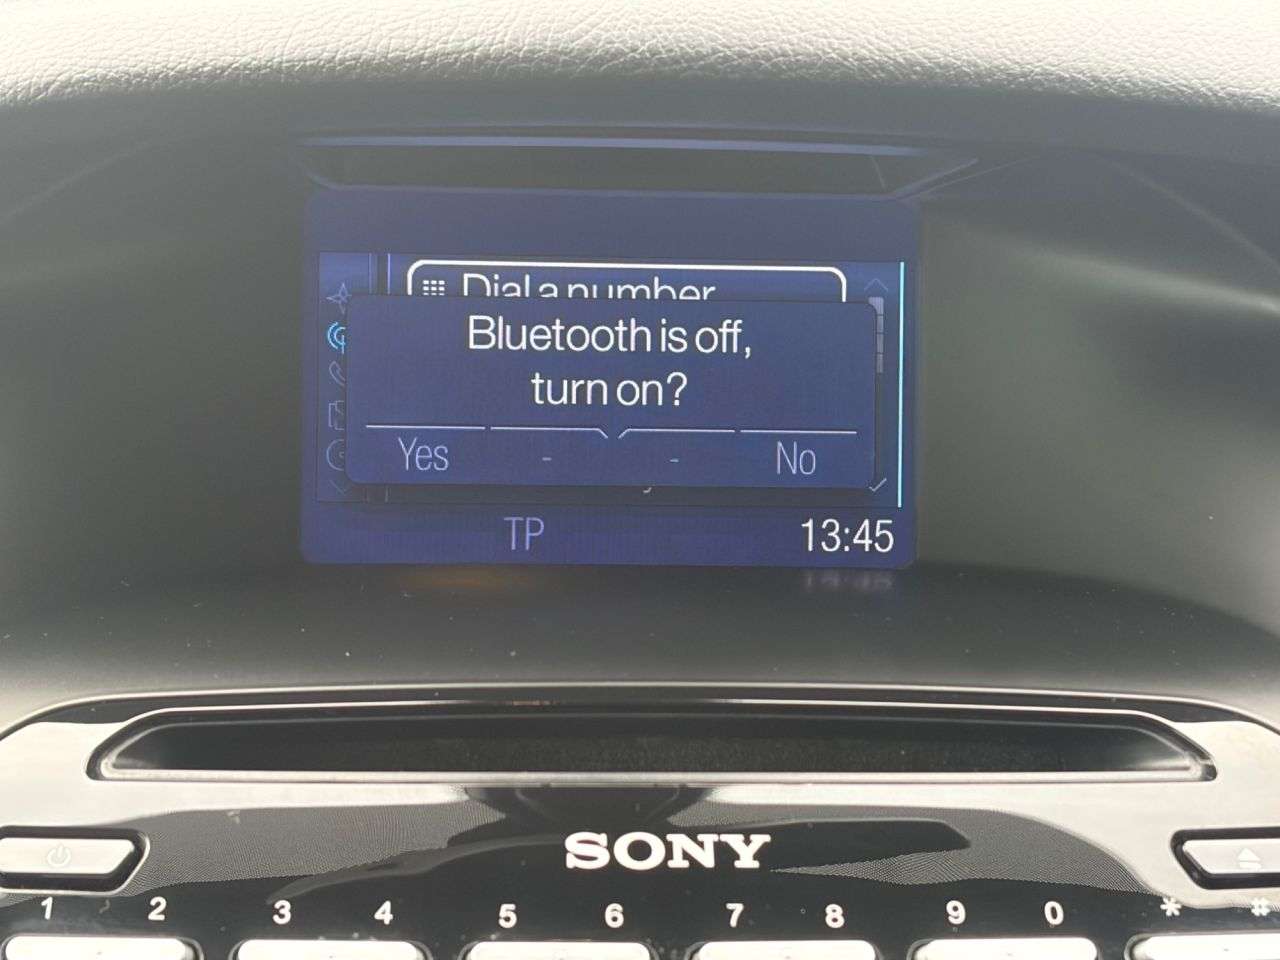 Dial a number
Bluetooth is off,
turn on?
Yes - - No
TP 13:45
SONY
1 2 3 4 5 6 7 8 9 0 * #